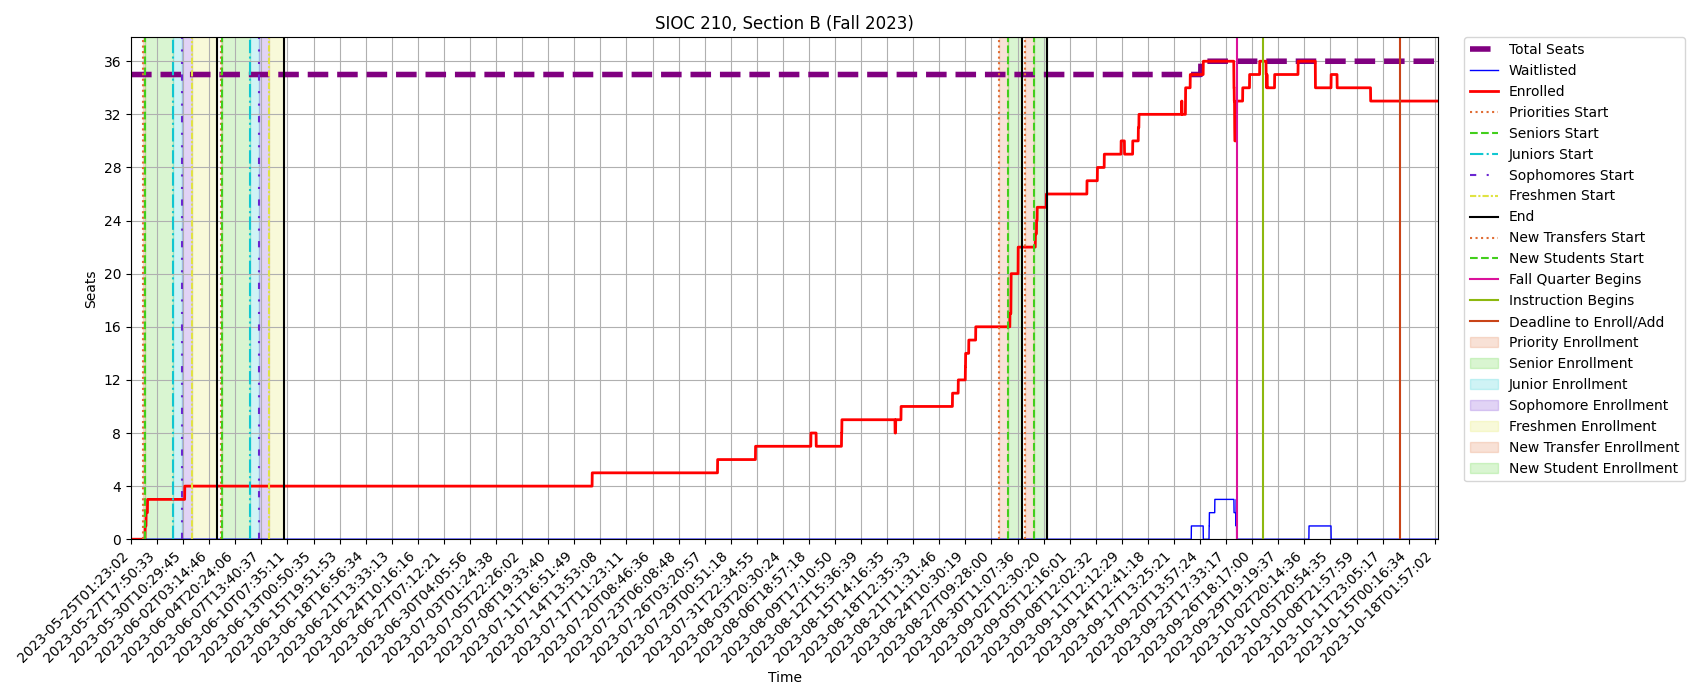 SIOC 210, Section B (Fall 2023)
Seats
36
32
28
24
20
16
12
8
4
0
2023-05-25T01:23:02
2023-05-27T17:50:33
2023-05-30T10:29:45
2023-06-02T03:14:46
2023-06-04T20:24:06
2023-06-07T13:40:37
2023-06-10T07:35:11
2023-06-13T00:50:35
2023-06-15T19:51:53
2023-06-18T16:56:34
2023-06-21T13:33:13
2023-06-24T10:16:16
2023-06-27T07:12:21
2023-06-30T04:05:56
2023-07-03T01:24:38
2023-07-05T22:26:02
2023-07-08T19:33:40
2023-07-11T16:51:49
2023-07-14T13:53:08
2023-07-17T11:23:11
2023-07-20T08:46:36
2023-07-23T06:08:48
2023-07-26T03:20:57
2023-07-29T00:51:18
2023-07-31T22:34:55
2023-08-03T20:30:24
2023-08-06T18:57:18
2023-08-09T17:10:50
2023-08-12T15:36:39
2023-08-15T14:16:35
2023-08-18T12:35:33
2023-08-21T11:31:46
2023-08-24T10:30:19
2023-08-27T09:28:00
2023-08-30T11:07:36
2023-09-02T12:30:20
2023-09-05T12:16:01
2023-09-08T12:02:32
2023-09-11T12:12:29
2023-09-14T12:41:18
2023-09-17T13:25:21
2023-09-20T13:57:24
2023-09-23T17:33:17
2023-09-26T18:17:00
2023-09-29T19:19:37
2023-10-02T20:14:36
2023-10-05T20:54:35
2023-10-08T21:57:59
2023-10-11T23:05:17
2023-10-15T00:16:34
2023-10-18T01:57:02
Time
Total Seats
Waitlisted
Enrolled
Priorities Start
Seniors Start
Juniors Start
Sophomores Start
Freshmen Start
End
New Transfers Start
New Students Start
Fall Quarter Begins
Instruction Begins
Deadline to Enroll/Add
Priority Enrollment
Senior Enrollment
Junior Enrollment
Sophomore Enrollment
Freshmen Enrollment
New Transfer Enrollment
New Student Enrollment